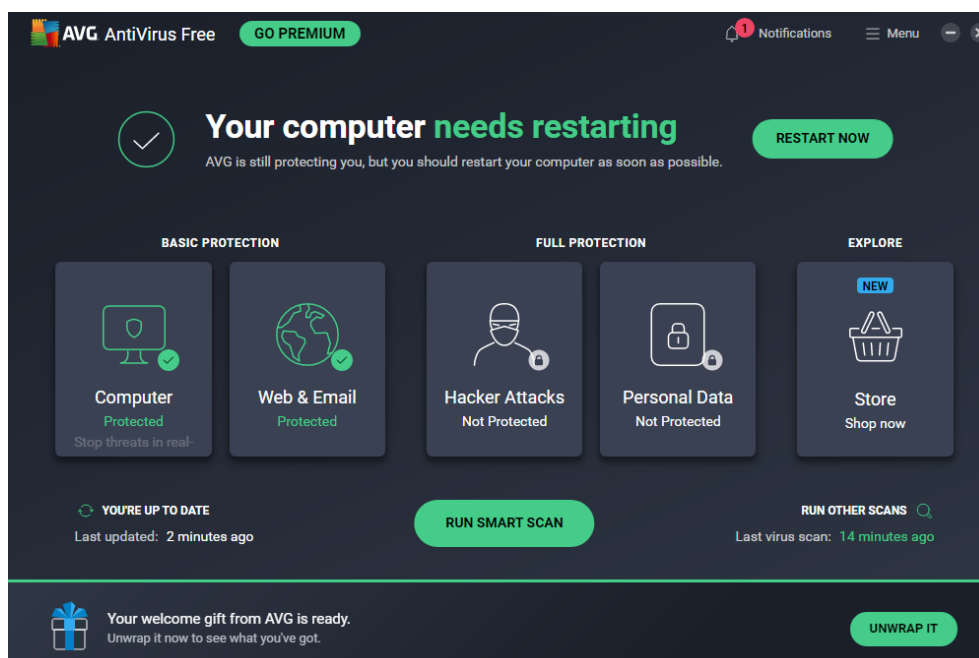 AVG AntiVirus Free
GO PREMIUM
1
Notifications
Menu
Your computer needs restarting
AVG is still protecting you, but you should restart your computer as soon as possible.
RESTART NOW
BASIC PROTECTION
FULL PROTECTION
EXPLORE
Computer
Protected
Stop threats in real-
Web & Email
Protected
Hacker Attacks
Not Protected
Personal Data
Not Protected
NEW
Store
Shop now
YOU'RE UP TO DATE
Last updated: 2 minutes ago
RUN SMART SCAN
RUN OTHER SCANS
Last virus scan: 14 minutes ago
Your welcome gift from AVG is ready.
Unwrap it now to see what you've got.
UNWRAP IT